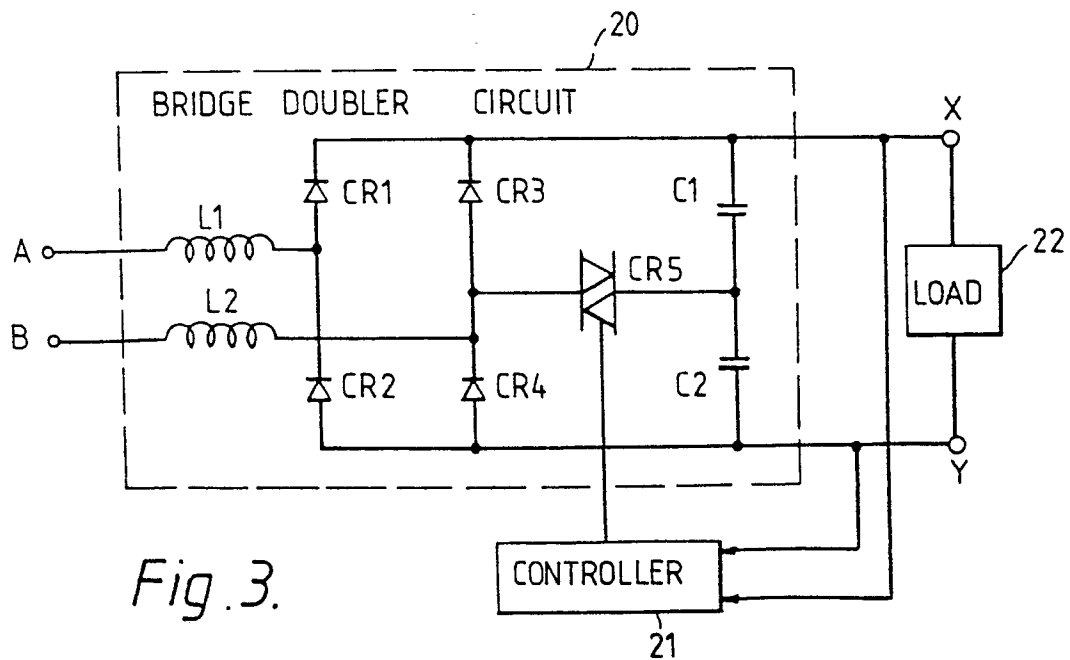 20
BRIDGE DOUBLER CIRCUIT
X
CR1
CR3
C1
L1
A
CR5
22
LOAD
L2
B
CR2
CR4
C2
Y
CONTROLLER
Fig.3.
21